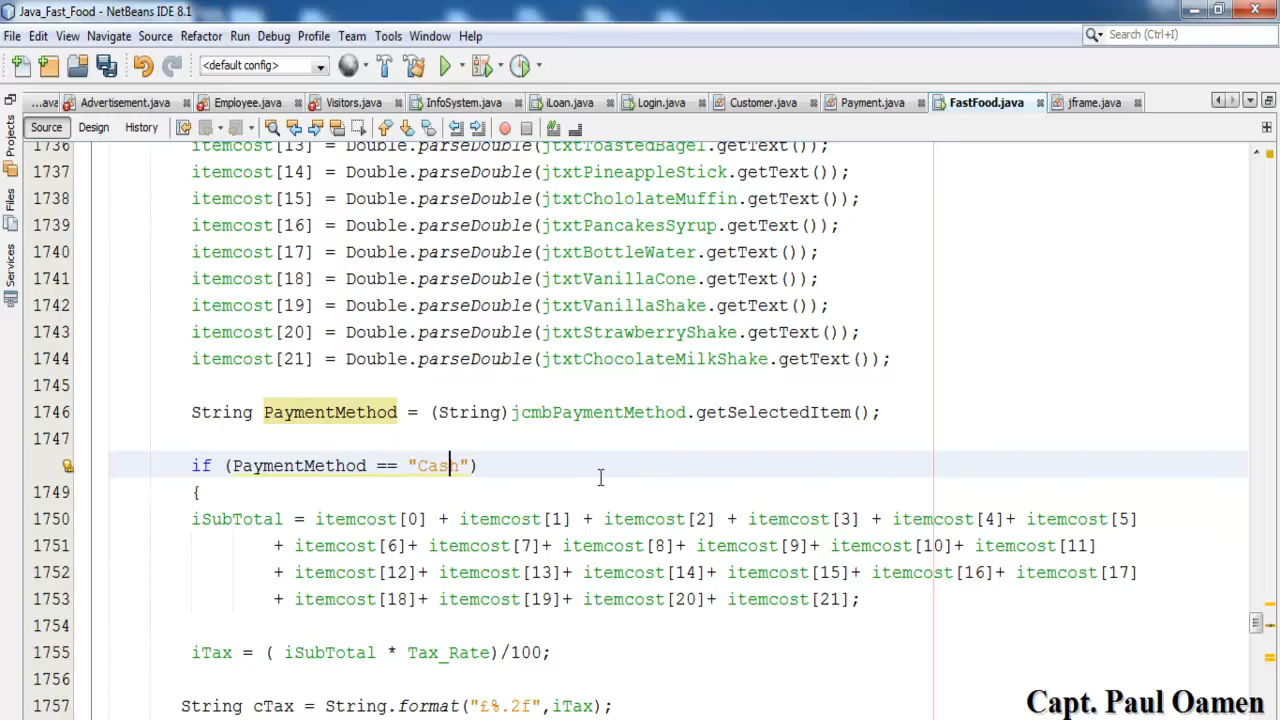 Java_Fast_Food - NetBeans IDE 8.1
File Edit View Navigate Source Refactor Run Debug Profile Team Tools Window Help
Search (Ctrl+I)
<default config>
...ava Advertisement.java Employee.java Visitors.java InfoSystem.java iLoan.java Login.java Customer.java Payment.java FastFood.java jframe.java
Source Design History
Projects
Files
Services
1736 itemcost[13] = Double.parseDouble(jtxtToastedBagel.getText());
1737 itemcost[14] = Double.parseDouble(jtxtPineappleStick.getText());
1738 itemcost[15] = Double.parseDouble(jtxtChololateMuffin.getText());
1739 itemcost[16] = Double.parseDouble(jtxtPancakesSyrup.getText());
1740 itemcost[17] = Double.parseDouble(jtxtBottleWater.getText());
1741 itemcost[18] = Double.parseDouble(jtxtVanillaCone.getText());
1742 itemcost[19] = Double.parseDouble(jtxtVanillaShake.getText());
1743 itemcost[20] = Double.parseDouble(jtxtStrawberryShake.getText());
1744 itemcost[21] = Double.parseDouble(jtxtChocolateMilkShake.getText());
1745
1746 String PaymentMethod = (String)jcmbPaymentMethod.getSelectedItem();
1747
if (PaymentMethod == "Cash")
1749 {
1750 iSubTotal = itemcost[0] + itemcost[1] + itemcost[2] + itemcost[3] + itemcost[4]+ itemcost[5]
1751 + itemcost[6]+ itemcost[7]+ itemcost[8]+ itemcost[9]+ itemcost[10]+ itemcost[11]
1752 + itemcost[12]+ itemcost[13]+ itemcost[14]+ itemcost[15]+ itemcost[16]+ itemcost[17]
1753 + itemcost[18]+ itemcost[19]+ itemcost[20]+ itemcost[21];
1754
1755 iTax = ( iSubTotal * Tax_Rate)/100;
1756
1757 String cTax = String.format("£%.2f",iTax);
Capt. Paul Oamen